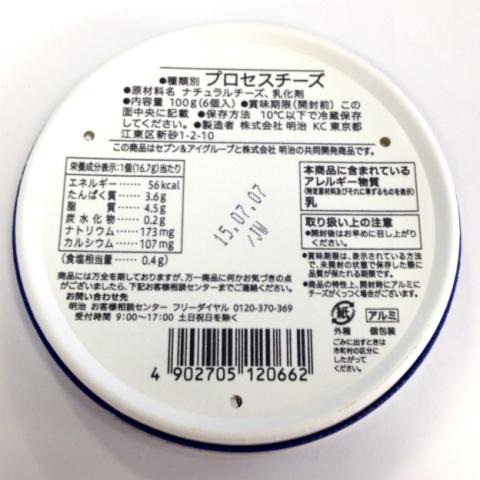 ●種類別 プロセスチーズ
●原材料名 ナチュラルチーズ、乳化剤
●内容量 100g(6個入) ●賞味期限(開封前) この
面中央に記載 ●保存方法 10℃以下で冷蔵保存
してください。●製造者 株式会社 明治 KC 東京都
江東区新砂1-2-10
この商品はセブン&アイグループと株式会社 明治の共同開発商品です。
栄養成分表示:1個(16.7g)当たり
エネルギー……56kcal
たんぱく質……3.6g
脂質……4.5g
炭水化物……0.2g
ナトリウム……173mg
カルシウム……107mg
(食塩相当量……0.4g)
15.07.07
/JW
本商品に含まれている
アレルギー物質
(特定原材料及びそれに準ずるものを表示)
乳
取り扱い上の注意
●開封後はお早めに召し上がり
ください。
●賞味期限は、表示されている方法
で、未開封の状態で保存した際に品
質が保たれる期限です。
●商品の特性上、開封時にアルミに
チーズがくっつく場合がございます。
商品には万全を期しておりますが、万一商品に何かお気づきの点
がございましたら、下記お客様相談センターまでご連絡ください。
お問い合わせ先
明治 お客様相談センター フリーダイヤル 0120-370-369
受付時間 9:00〜17:00 土日祝日を除く
紙 アルミ
外箱 個包装
ごみに出すときは
市町村の区分に
したがってください。
4 902705 120662